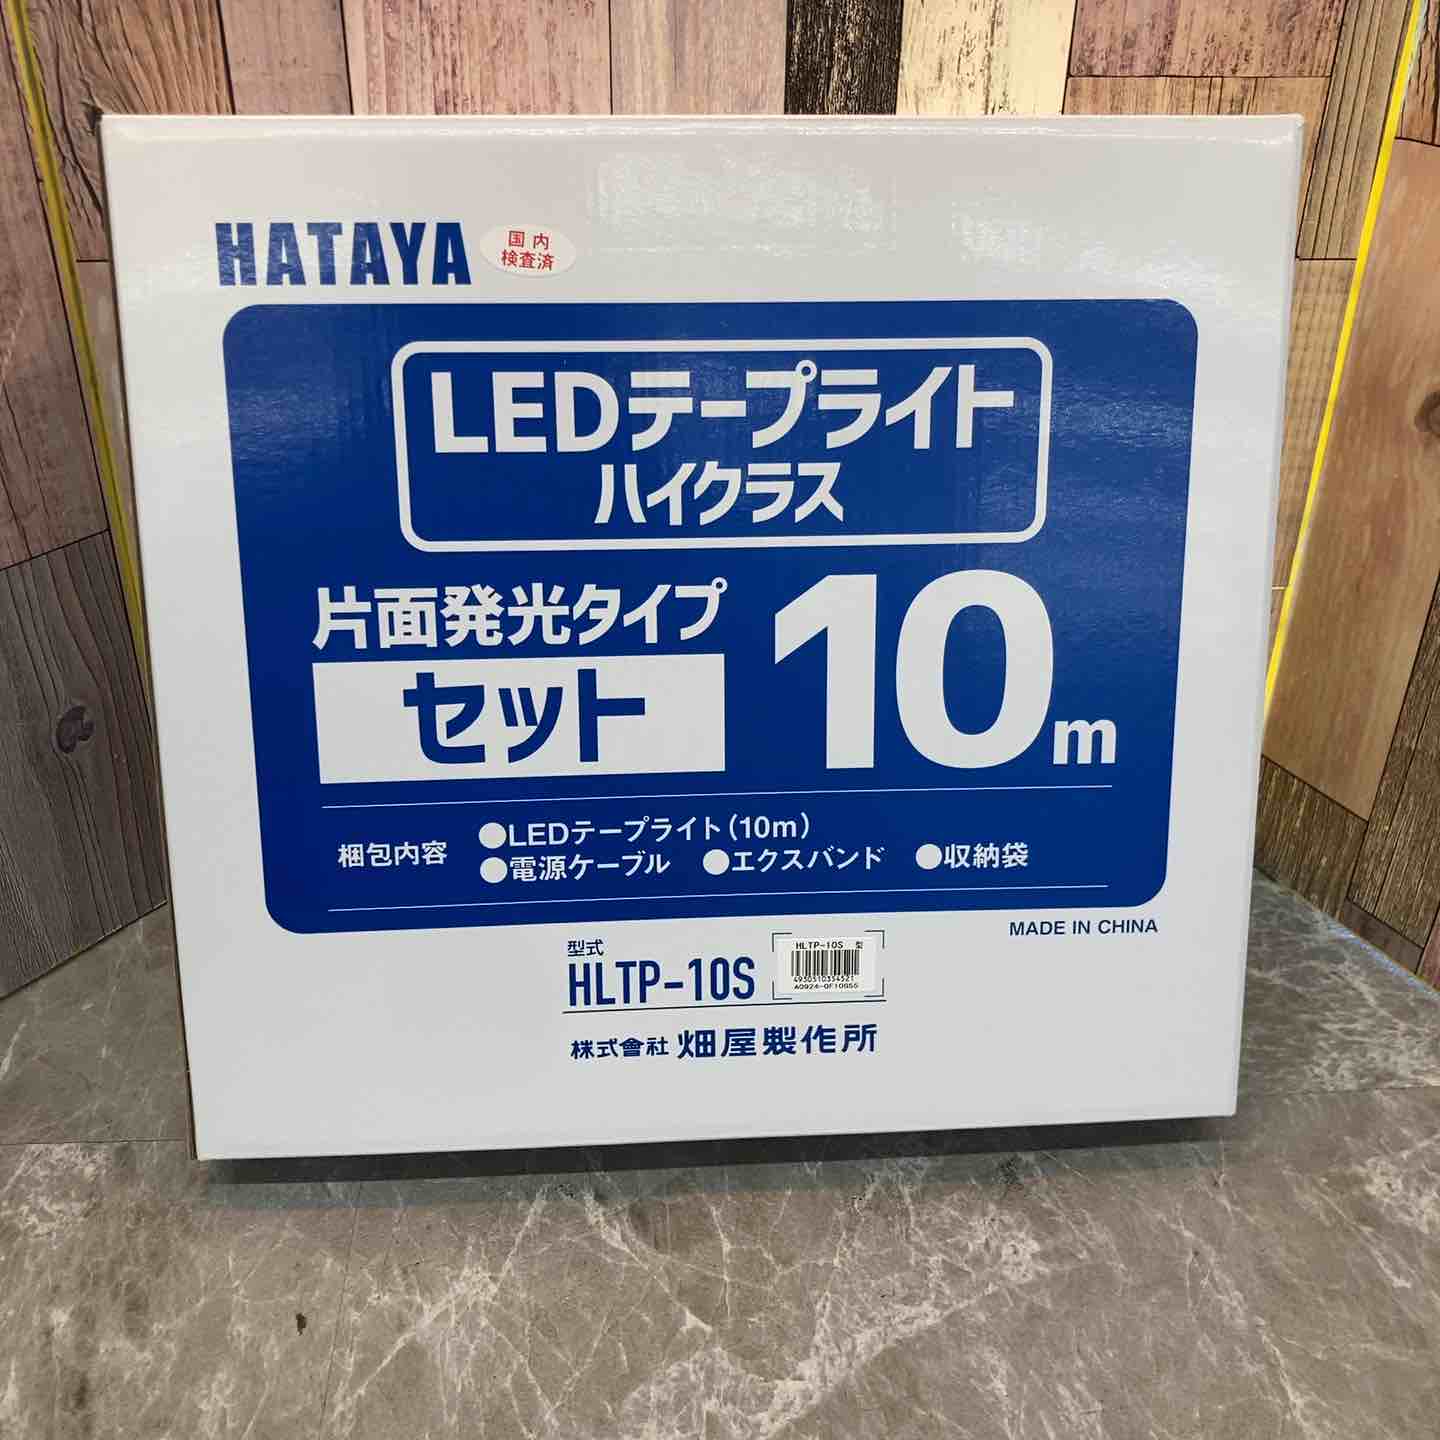 HATAYA
国内
検査済
LEDテープライト
ハイクラス
片面発光タイプ
セット
10m
梱包内容
●LEDテープライト(10m)
●電源ケーブル ●エクスバンド ●収納袋
MADE IN CHINA
型式
HLTP-10S
HLTP-10S 型
4930510354521
A0924-0F10GSS
株式會社 畑屋製作所